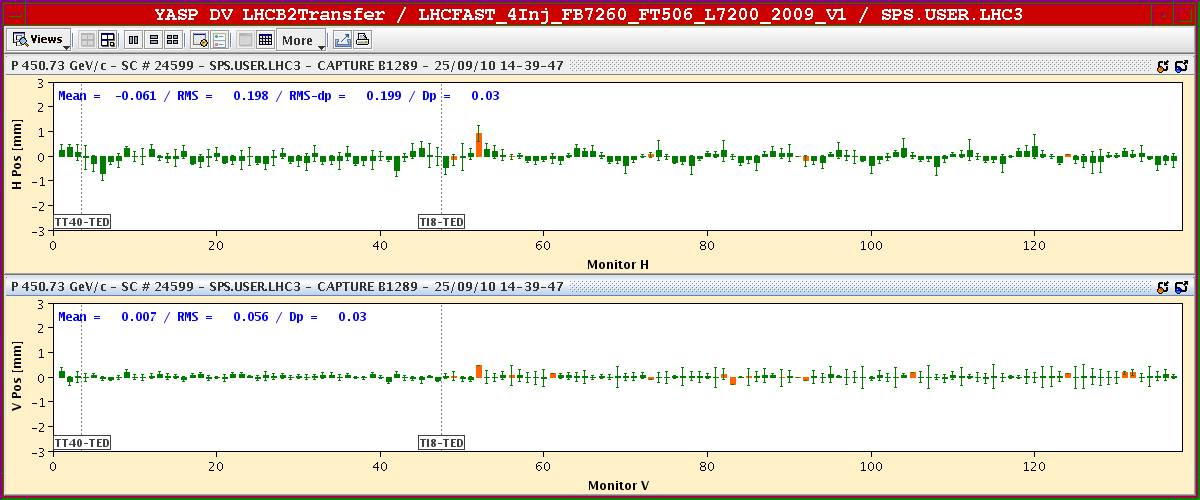 YASP DV LHCB2Transfer / LHCFAST_4Inj_FB7260_FT506_L7200_2009_V1 / SPS.USER.LHC3
Views More
P 450.73 GeV/c - SC # 24599 - SPS.USER.LHC3 - CAPTURE B1289 - 25/09/10 14-39-47
Mean = -0.061 / RMS = 0.198 / RMS-dp = 0.199 / Dp = 0.03
H Pos [mm]
3
2
1
0
-1
-2
-3
TT40-TED TI8-TED
0 20 40 60 80 100 120
Monitor H
P 450.73 GeV/c - SC # 24599 - SPS.USER.LHC3 - CAPTURE B1289 - 25/09/10 14-39-47
Mean = 0.007 / RMS = 0.056 / Dp = 0.03
V Pos [mm]
3
2
1
0
-1
-2
-3
TT40-TED TI8-TED
0 20 40 60 80 100 120
Monitor V